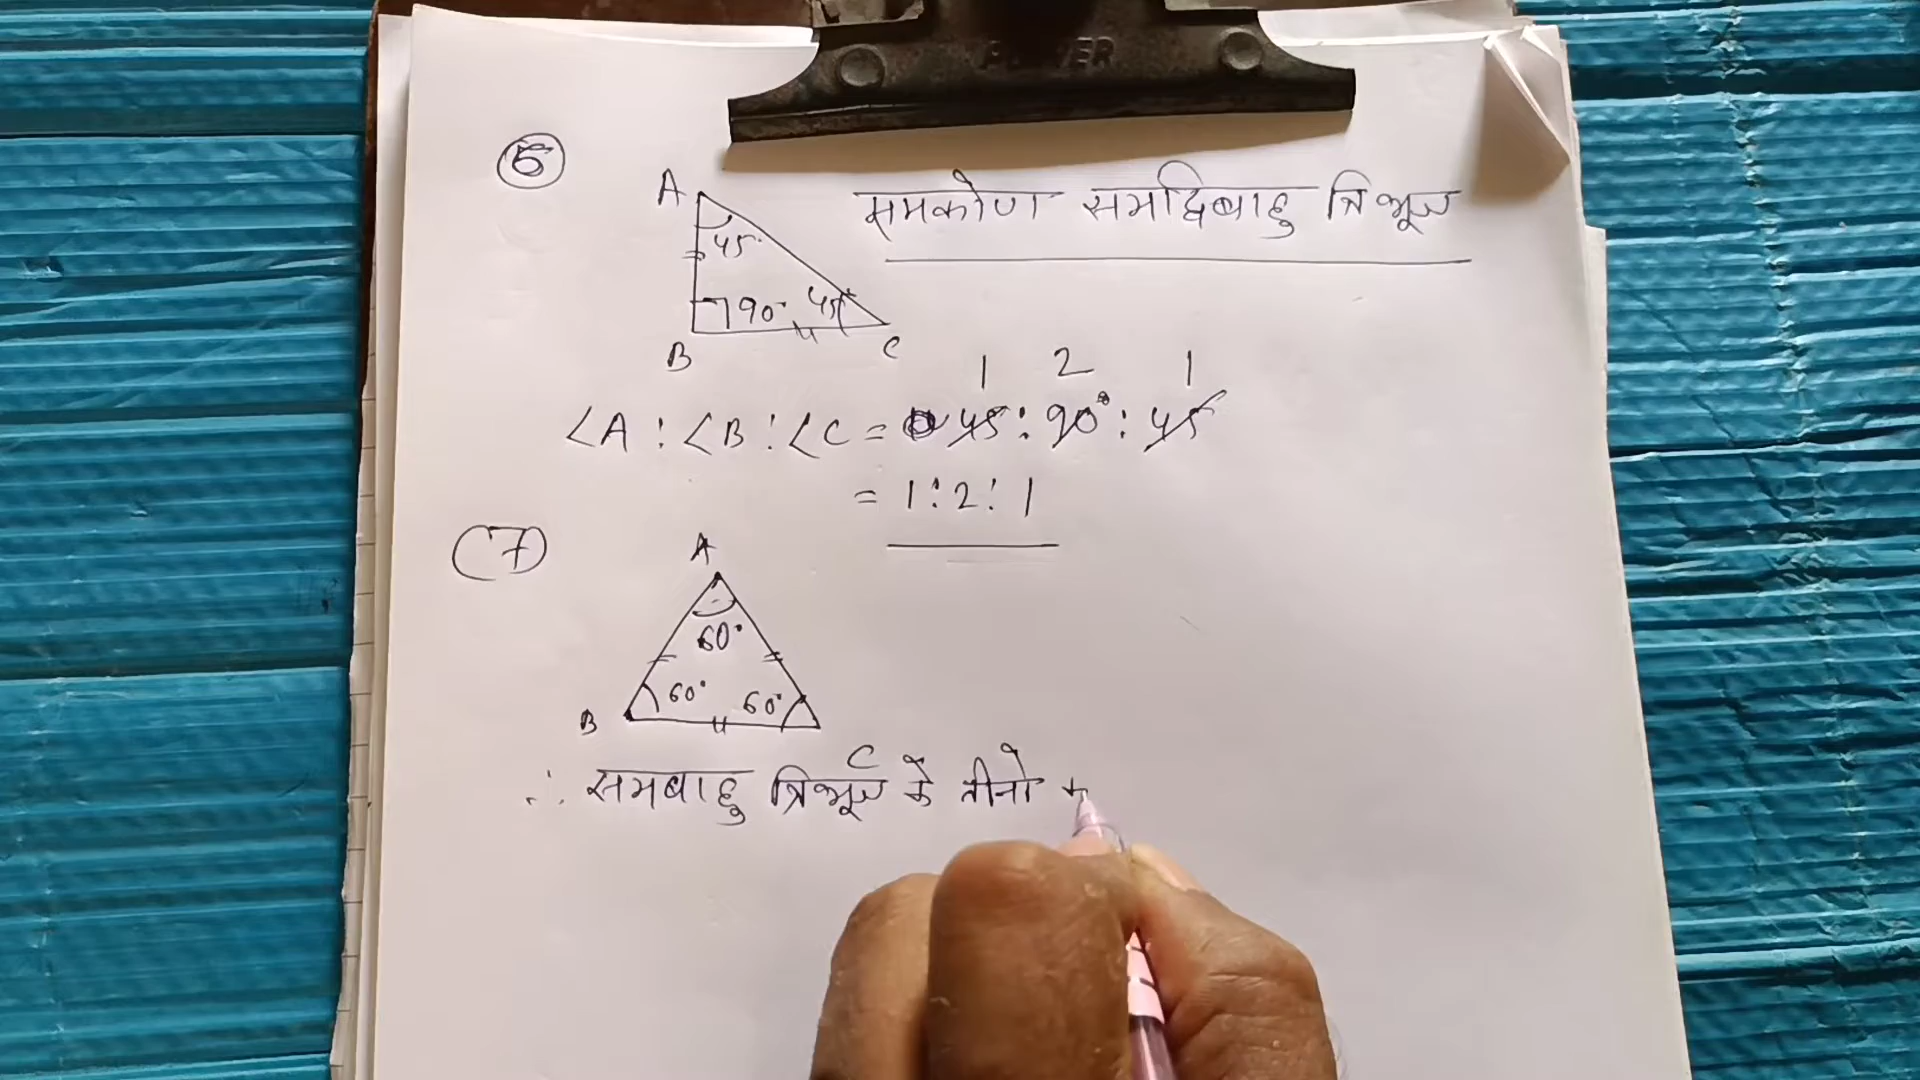 6
A
समकोण समद्विबाहु त्रिभूज
45°
90° 45°
B C
1 2 1
∠A : ∠B : ∠C = 45 : 90° : 45
= 1 : 2 : 1
(7)
A
60°
60° 60°
B
C
∴ समबाहु त्रिभूज के तीनो